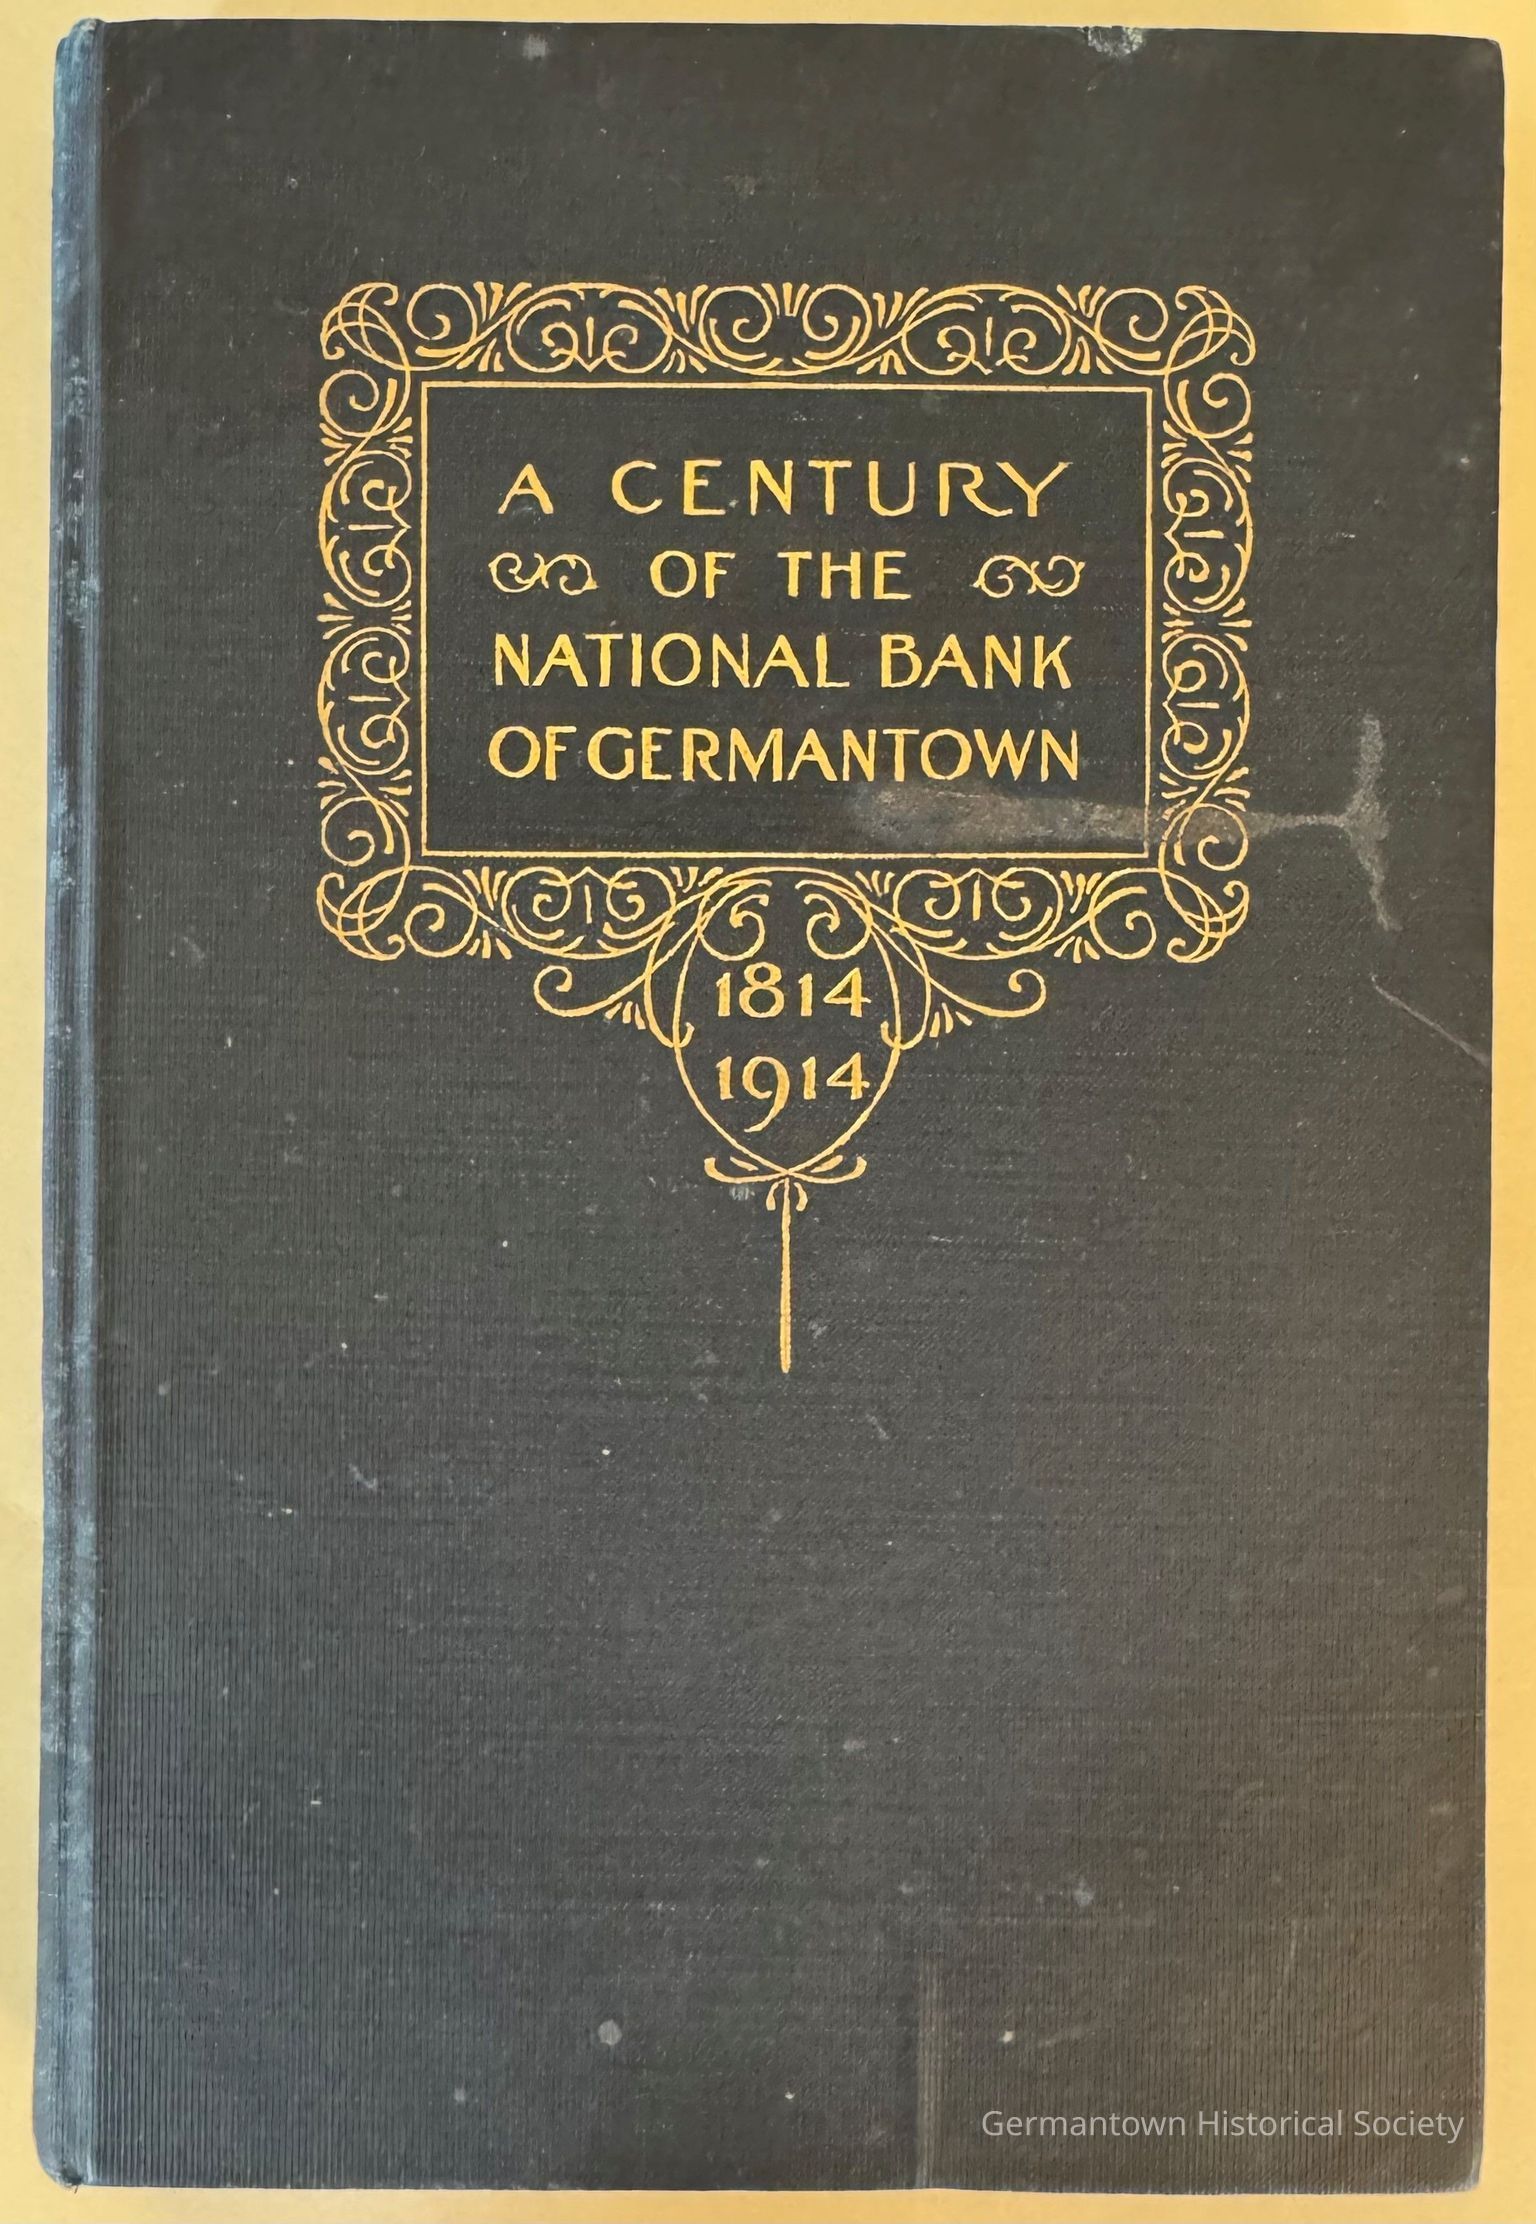 A CENTURY
OF THE
NATIONAL BANK
OF GERMANTOWN
1814
1914
Germantown Historical Society